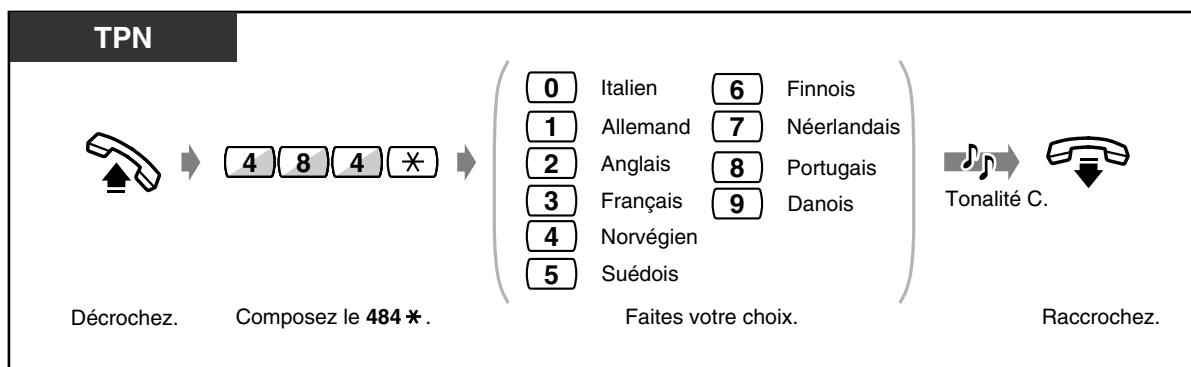 TPN
4 8 4 *
0 Italien
1 Allemand
2 Anglais
3 Français
4 Norvégien
5 Suédois
6 Finnois
7 Néerlandais
8 Portugais
9 Danois
Tonalité C.
Décrochez.
Composez le 484 * .
Faites votre choix.
Raccrochez.